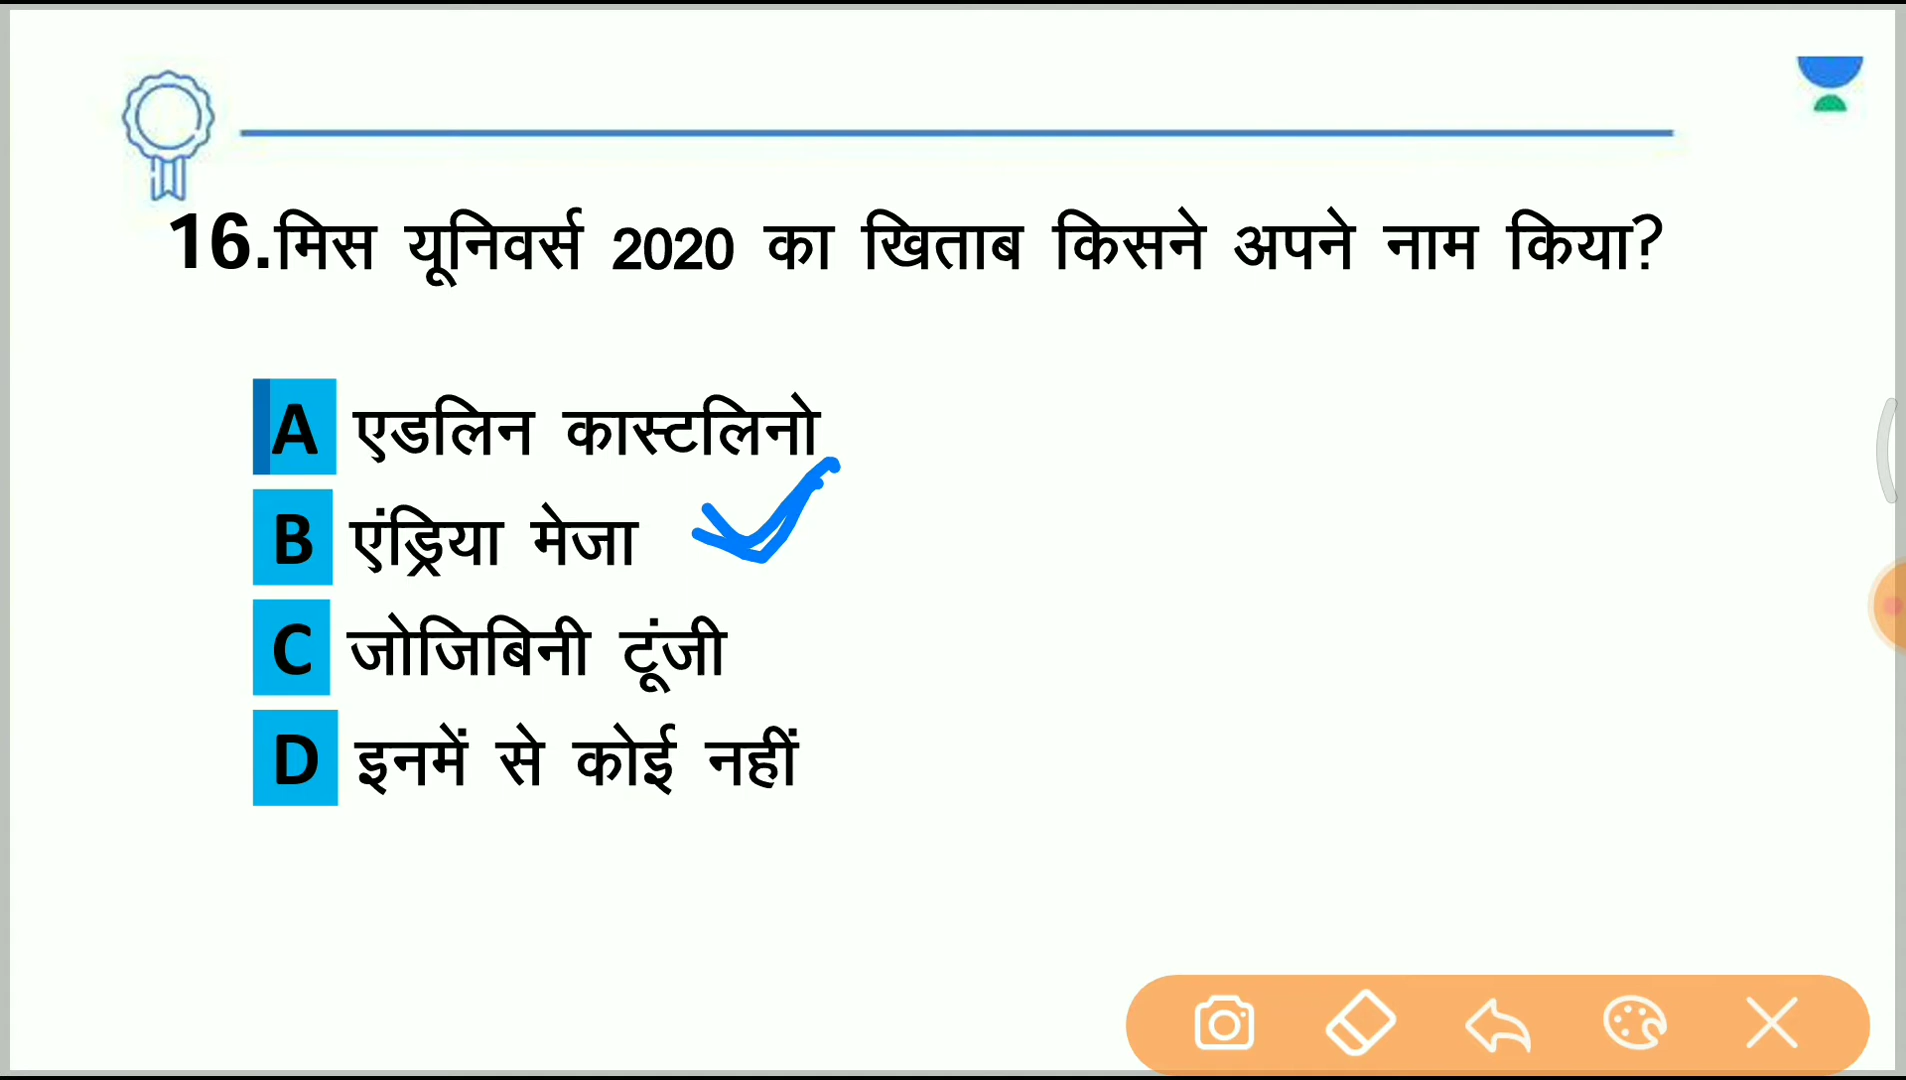 16.मिस यूनिवर्स 2020 का खिताब किसने अपने नाम किया?
A एडलिन कास्टलिनो
B एंड्रिया मेजा
C जोजिबिनी टूंजी
D इनमें से कोई नहीं